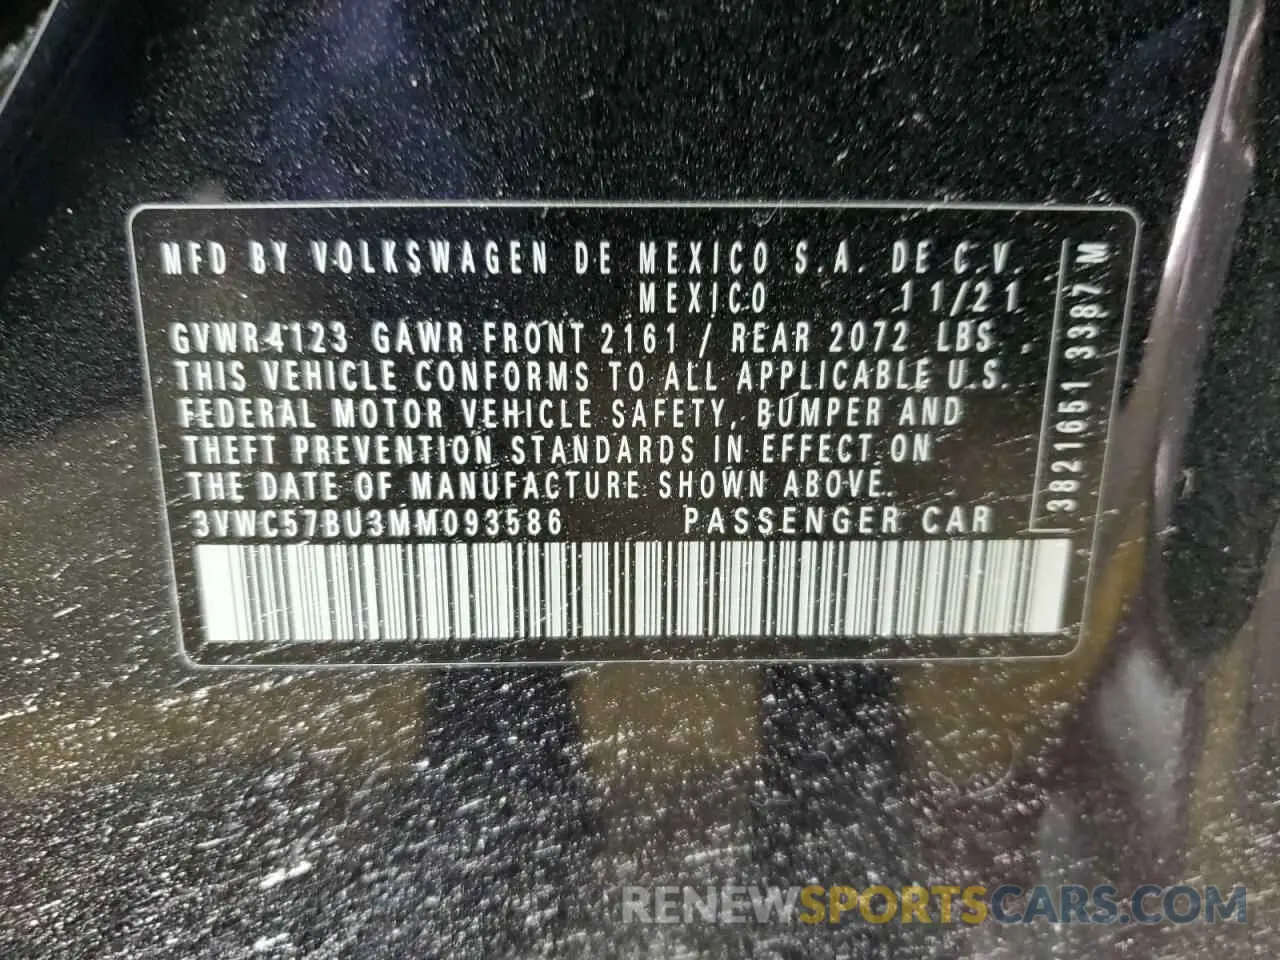 MFD BY VOLKSWAGEN DE MEXICO S.A. DE C.V.
MEXICO 11/21
GVWR 4123 GAWR FRONT 2161 / REAR 2072 LBS
THIS VEHICLE CONFORMS TO ALL APPLICABLE U.S.
FEDERAL MOTOR VEHICLE SAFETY, BUMPER AND
THEFT PREVENTION STANDARDS IN EFFECT ON
THE DATE OF MANUFACTURE SHOWN ABOVE.
3VWC57BU3MM093586 PASSENGER CAR
3821661 3387 M
RENEWSPORTSCARS.COM